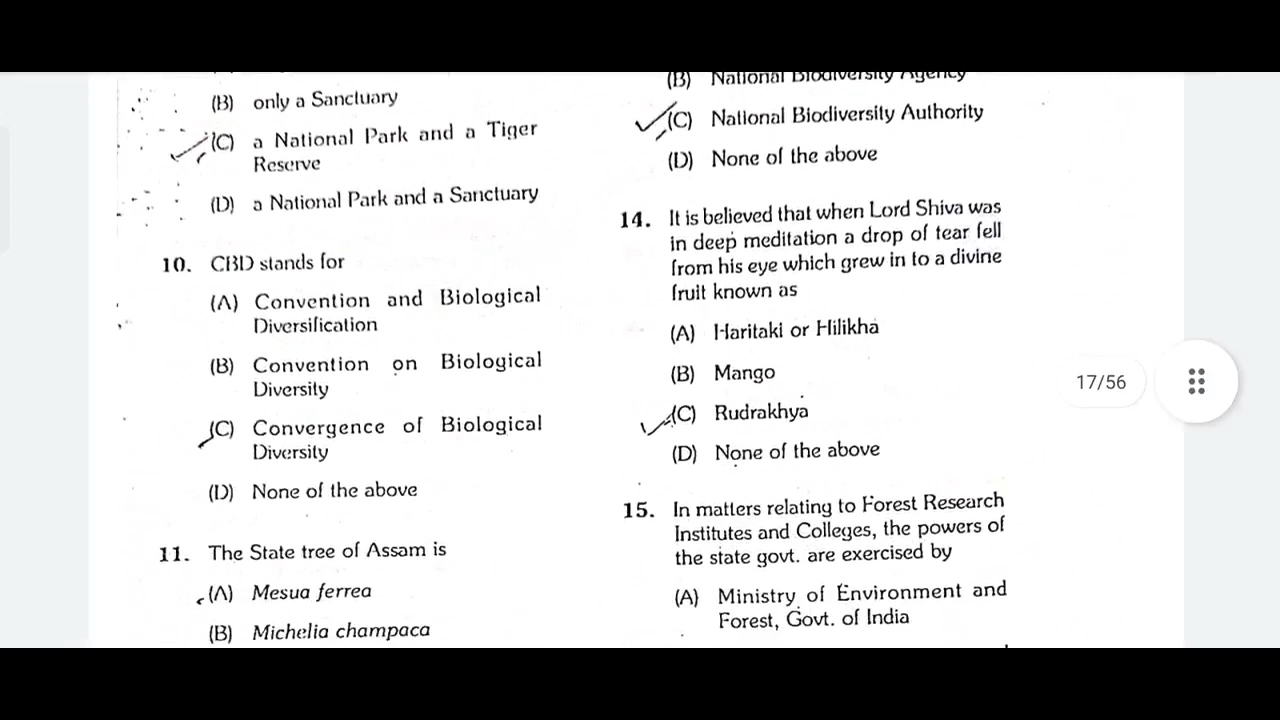 (B) only a Sanctuary
(C) a National Park and a Tiger
Reserve
(D) a National Park and a Sanctuary
10. CBD stands for
(A) Convention and Biological
Diversification
(B) Convention on Biological
Diversity
(C) Convergence of Biological
Diversity
(D) None of the above
11. The State tree of Assam is
(A) Mesua ferrea
(B) Michelia champaca
(B) National Biodiversity Agency
(C) National Biodiversity Authority
(D) None of the above
14. It is believed that when Lord Shiva was
in deep meditation a drop of tear fell
from his eye which grew in to a divine
fruit known as
(A) Haritaki or Hilikha
(B) Mango
(C) Rudrakhya
(D) None of the above
15. In matters relating to Forest Research
Institutes and Colleges, the powers of
the state govt. are exercised by
(A) Ministry of Environment and
Forest, Govt. of India
17/56